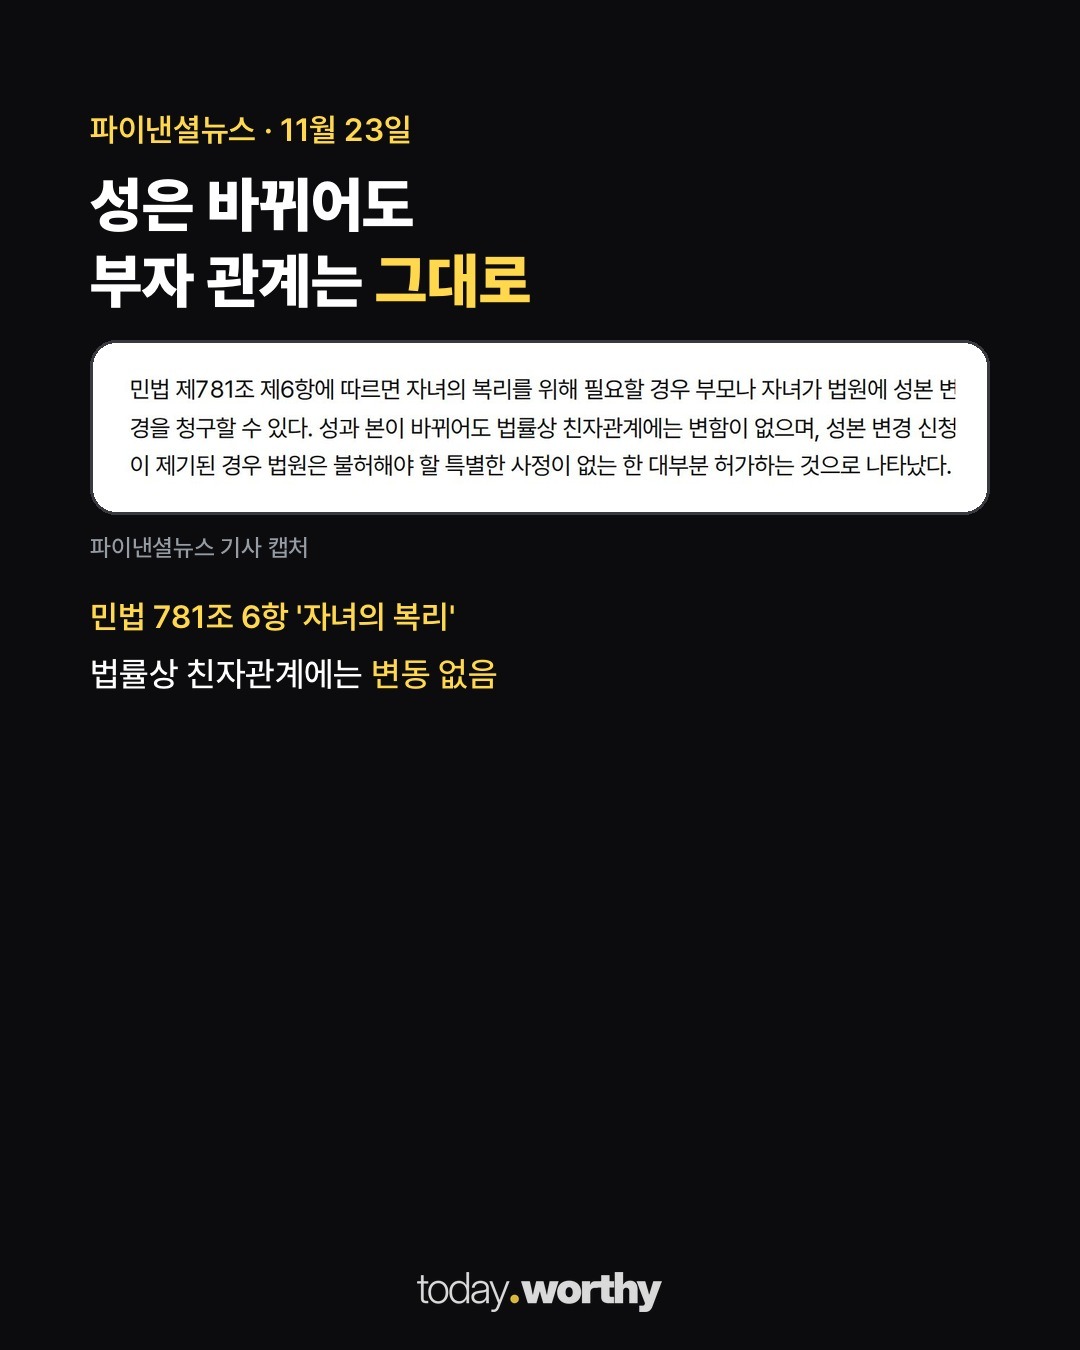 파이낸셜뉴스 · 11월 23일
성은 바뀌어도
부자 관계는 그대로
민법 제781조 제6항에 따르면 자녀의 복리를 위해 필요할 경우 부모나 자녀가 법원에 성본 변
경을 청구할 수 있다. 성과 본이 바뀌어도 법률상 친자관계에는 변함이 없으며, 성본 변경 신청
이 제기된 경우 법원은 불허해야 할 특별한 사정이 없는 한 대부분 허가하는 것으로 나타났다.
파이낸셜뉴스 기사 캡처
민법 781조 6항 '자녀의 복리'
법률상 친자관계에는 변동 없음
today.worthy